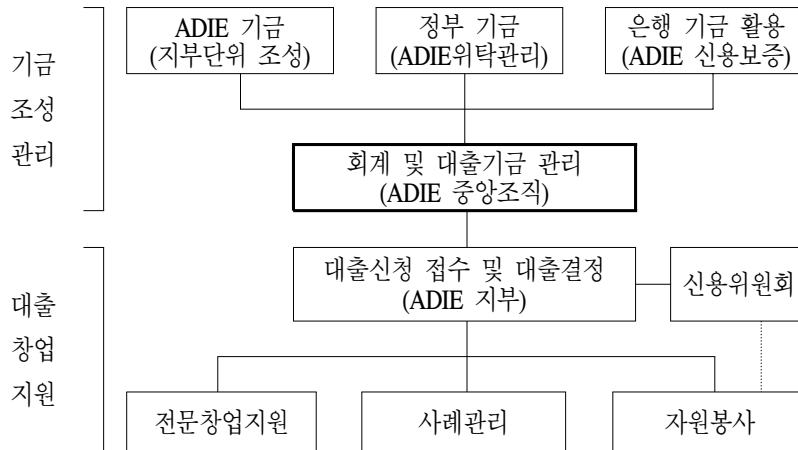 ADIE 기금
(지부단위 조성)
정부 기금
(ADIE위탁관리)
은행 기금 활용
(ADIE 신용보증)
기금
조성
관리
회계 및 대출기금 관리
(ADIE 중앙조직)
대출신청 접수 및 대출결정
(ADIE 지부)
신용위원회
대출
창업
지원
전문창업지원
사례관리
자원봉사